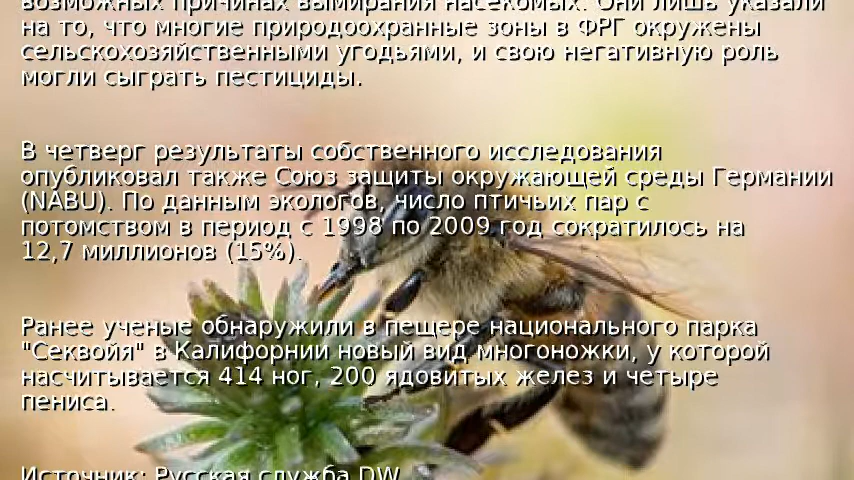 возможных причинах вымирания насекомых. Они лишь указали
на то, что многие природоохранные зоны в ФРГ окружены
сельскохозяйственными угодьями, и свою негативную роль
могли сыграть пестициды.
В четверг результаты собственного исследования
опубликовал также Союз защиты окружающей среды Германии
(NABU). По данным экологов, число птичьих пар с
потомством в период с 1998 по 2009 год сократилось на
12,7 миллионов (15%).
Ранее ученые обнаружили в пещере национального парка
"Секвойя" в Калифорнии новый вид многоножки, у которой
насчитывается 414 ног, 200 ядовитых желез и четыре
пениса.
Источник: Русская служба DW